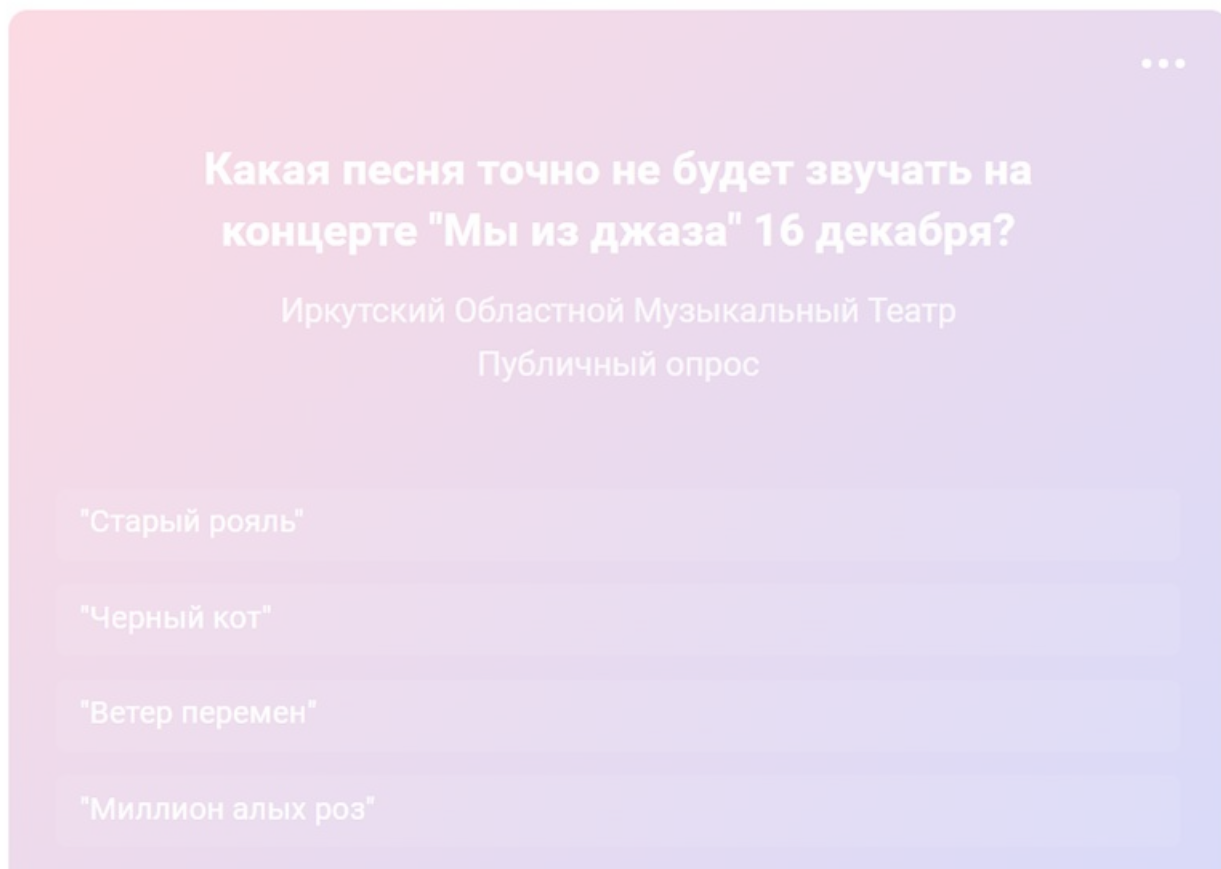 Какая песня точно не будет звучать на
концерте "Мы из джаза" 16 декабря?
Иркутский Областной Музыкальный Театр
Публичный опрос
"Старый рояль"
"Черный кот"
"Ветер перемен"
"Миллион алых роз"